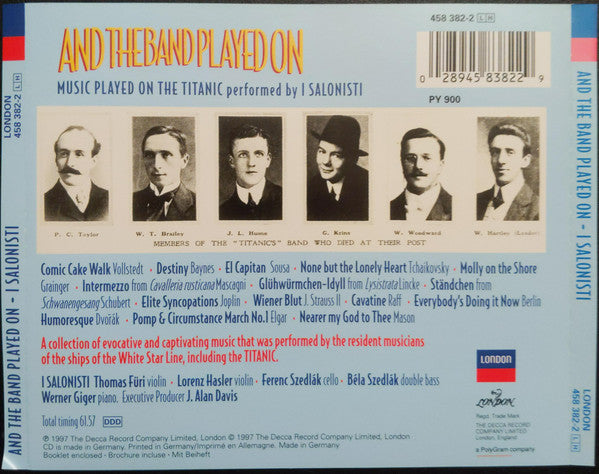 458 382-2 LH
AND THE BAND PLAYED ON
MUSIC PLAYED ON THE TITANIC performed by I SALONISTI
0 28945 83822 9
PY 900
P. C. Taylor W. T. Brailey J. L. Hume G. Krins W. Woodward W. Hartley (Leader)
MEMBERS OF THE "TITANIC'S" BAND WHO DIED AT THEIR POST
Comic Cake Walk Vollstedt · Destiny Baynes · El Capitan Sousa · None but the Lonely Heart Tchaikovsky · Molly on the Shore
Grainger · Intermezzo from Cavalleria rusticana Mascagni · Glühwürmchen-Idyll from Lysistrata Lincke · Ständchen from
Schwanengesang Schubert · Elite Syncopations Joplin · Wiener Blut J. Strauss II · Cavatine Raff · Everybody's Doing it Now Berlin
Humoresque Dvořák · Pomp & Circumstance March No.1 Elgar · Nearer my God to Thee Mason
A collection of evocative and captivating music that was performed by the resident musicians
of the ships of the White Star Line, including the TITANIC.
I SALONISTI Thomas Füri violin · Lorenz Hasler violin · Ferenc Szedlák cello · Béla Szedlák double bass
Werner Giger piano. Executive Producer J. Alan Davis
Total timing 61.57 DDD
℗ 1997 The Decca Record Company Limited, London © 1997 The Decca Record Company Limited, London
CD is made in Germany. Printed in Germany/Imprimé en Allemagne. Made in Germany
Booklet enclosed · Brochure incluse · Mit Beiheft
LONDON
LONDON
Regd. Trade Mark.
THE DECCA RECORD
COMPANY LIMITED
London, England
a PolyGram company
AND THE BAND PLAYED ON - I SALONISTI
LONDON
458 382-2 LH
AND THE BAND PLAYED ON - I SALONISTI
LONDON
458 382-2 LH